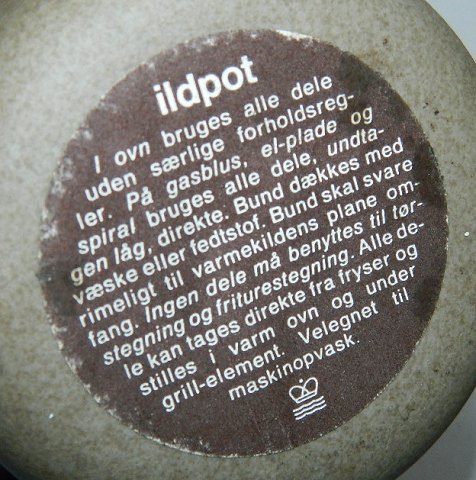 ildpot
I ovn bruges alle dele
uden særlige forholdsreg-
ler. På gasblus, el-plade og
spiral bruges alle dele, undta-
gen låg, direkte. Bund dækkes med
væske eller fedtstof. Bund skal svare
rimeligt til varmekildens plane om-
fang. Ingen dele må benyttes til tør-
stegning og friturestegning. Alle de-
le kan tages direkte fra fryser og
stilles i varm ovn og under
grill-element. Velegnet til
maskinopvask.